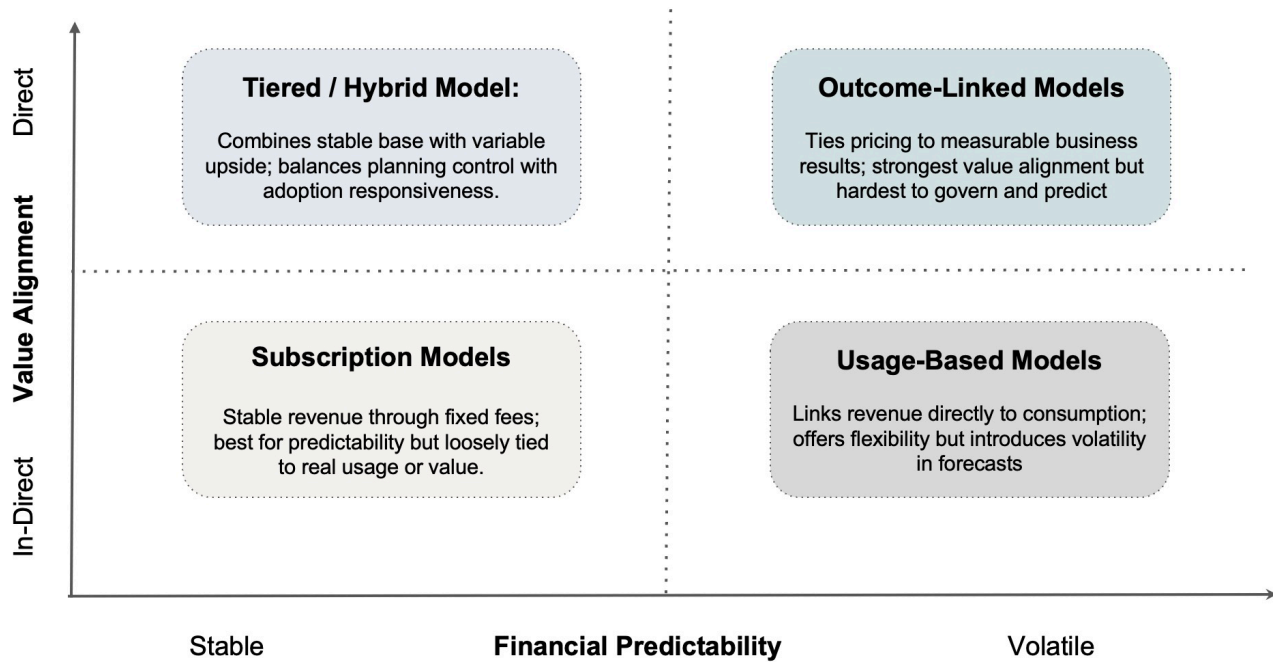 Direct
Value Alignment
In-Direct
Tiered / Hybrid Model:
Combines stable base with variable
upside; balances planning control with
adoption responsiveness.
Outcome-Linked Models
Ties pricing to measurable business
results; strongest value alignment but
hardest to govern and predict
Subscription Models
Stable revenue through fixed fees;
best for predictability but loosely tied
to real usage or value.
Usage-Based Models
Links revenue directly to consumption;
offers flexibility but introduces volatility
in forecasts
Stable
Financial Predictability
Volatile